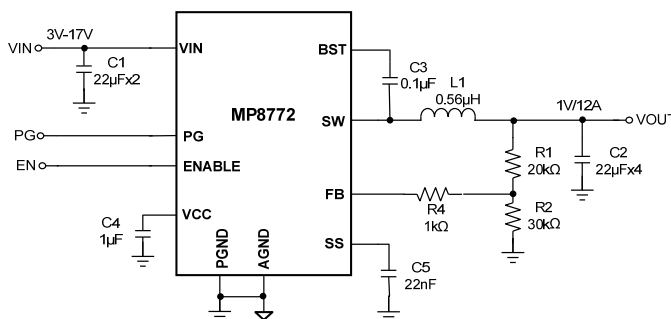 3V-17V
VIN
VIN
C1
22µFx2
BST
C3
0.1µF
L1
0.56µH
MP8772
SW
1V/12A
VOUT
PG
PG
R1
20kΩ
C2
22µFx4
EN
ENABLE
FB
R4
1kΩ
R2
30kΩ
C4
1µF
VCC
SS
PGND
AGND
C5
22nF